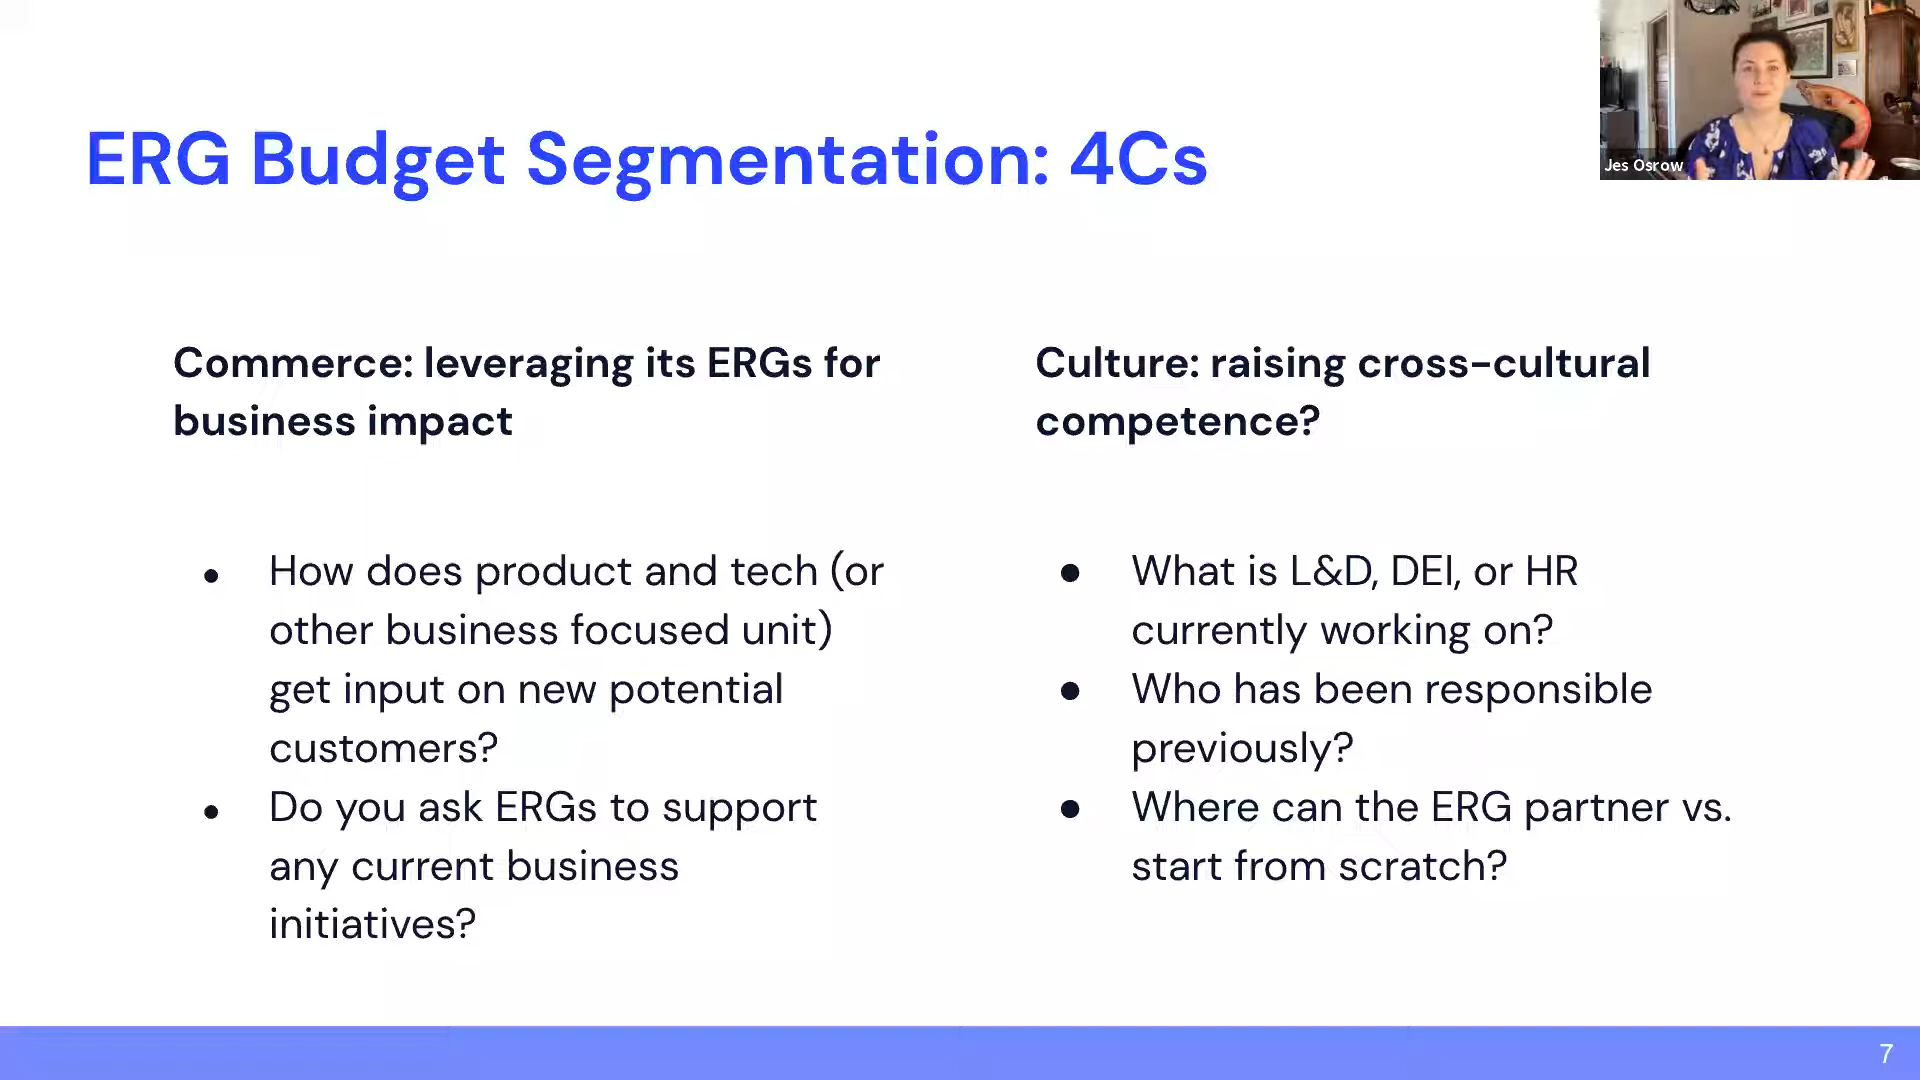 ERG Budget Segmentation: 4Cs
Jes Osrow
Commerce: leveraging its ERGs for
business impact
● How does product and tech (or
other business focused unit)
get input on new potential
customers?
● Do you ask ERGs to support
any current business
initiatives?
Culture: raising cross-cultural
competence?
● What is L&D, DEI, or HR
currently working on?
● Who has been responsible
previously?
● Where can the ERG partner vs.
start from scratch?
7